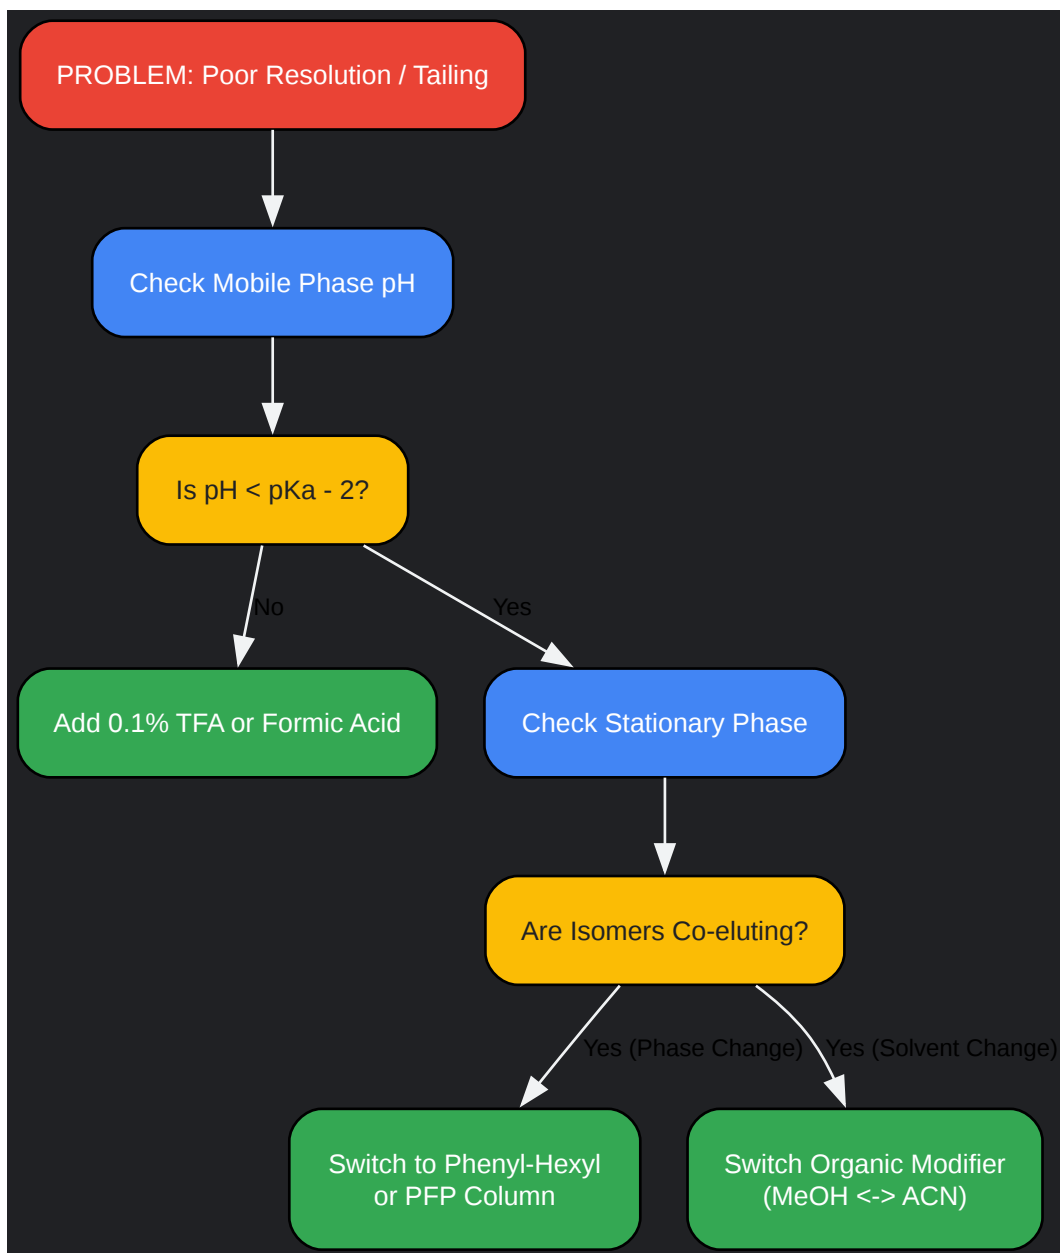 PROBLEM: Poor Resolution / Tailing
Check Mobile Phase pH
Is pH < pKa - 2?
No
Yes
Add 0.1% TFA or Formic Acid
Check Stationary Phase
Are Isomers Co-eluting?
Yes (Phase Change)
Yes (Solvent Change)
Switch to Phenyl-Hexyl
or PFP Column
Switch Organic Modifier
(MeOH <-> ACN)